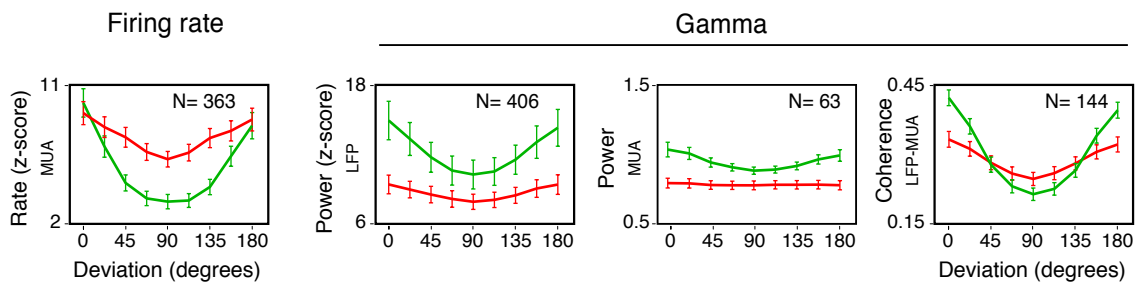 Firing rate
Gamma
Rate (z-score)
MUA
11
2
N= 363
0 45 90 135 180
Deviation (degrees)
Power (z-score)
LFP
18
6
N= 406
0 45 90 135 180
Power
MUA
1.5
0.5
N= 63
0 45 90 135 180
Coherence
LFP-MUA
0.45
0.15
N= 144
0 45 90 135 180
Deviation (degrees)